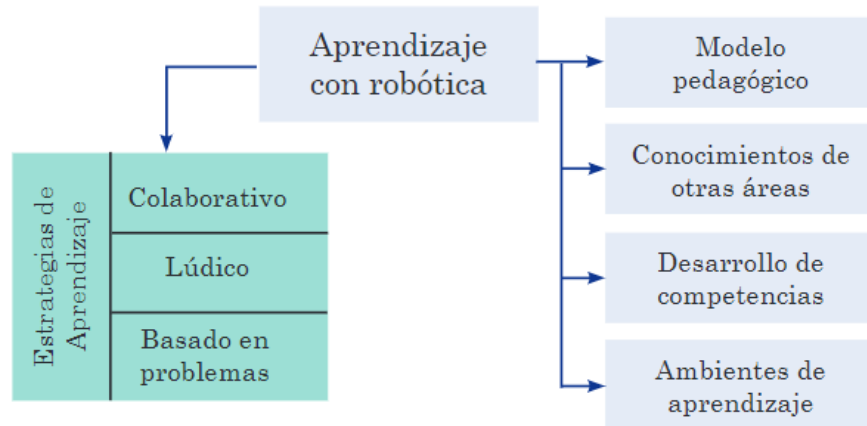 Aprendizaje
con robótica
Estrategias de
Aprendizaje
Colaborativo
Lúdico
Basado en
problemas
Modelo
pedagógico
Conocimientos de
otras áreas
Desarrollo de
competencias
Ambientes de
aprendizaje